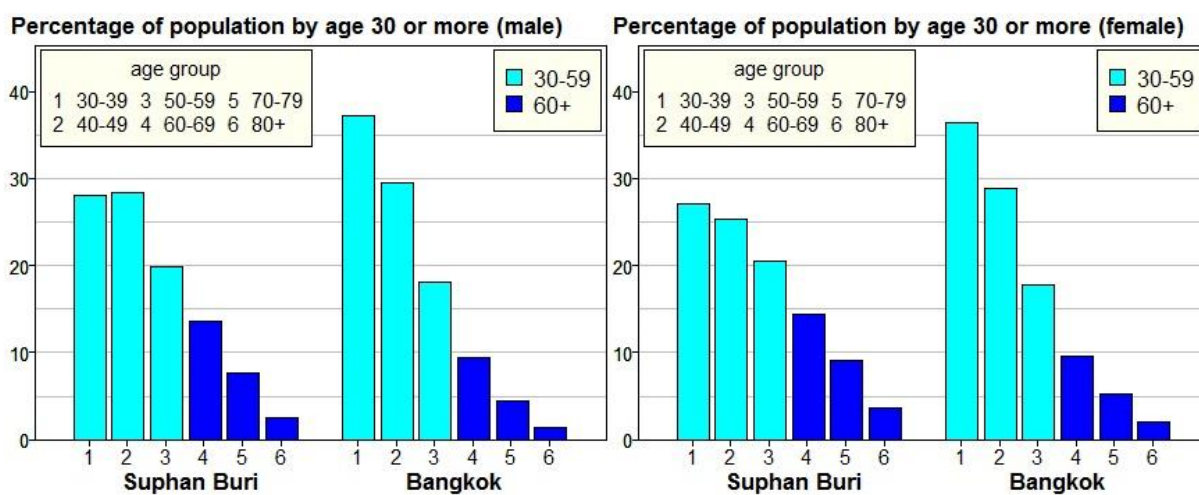 Percentage of population by age 30 or more (male)
age group
1 30-39 3 50-59 5 70-79
2 40-49 4 60-69 6 80+
30-59
60+
40
30
20
10
0
1 2 3 4 5 6 1 2 3 4 5 6
Suphan Buri Bangkok
Percentage of population by age 30 or more (female)
age group
1 30-39 3 50-59 5 70-79
2 40-49 4 60-69 6 80+
30-59
60+
40
30
20
10
0
1 2 3 4 5 6 1 2 3 4 5 6
Suphan Buri Bangkok